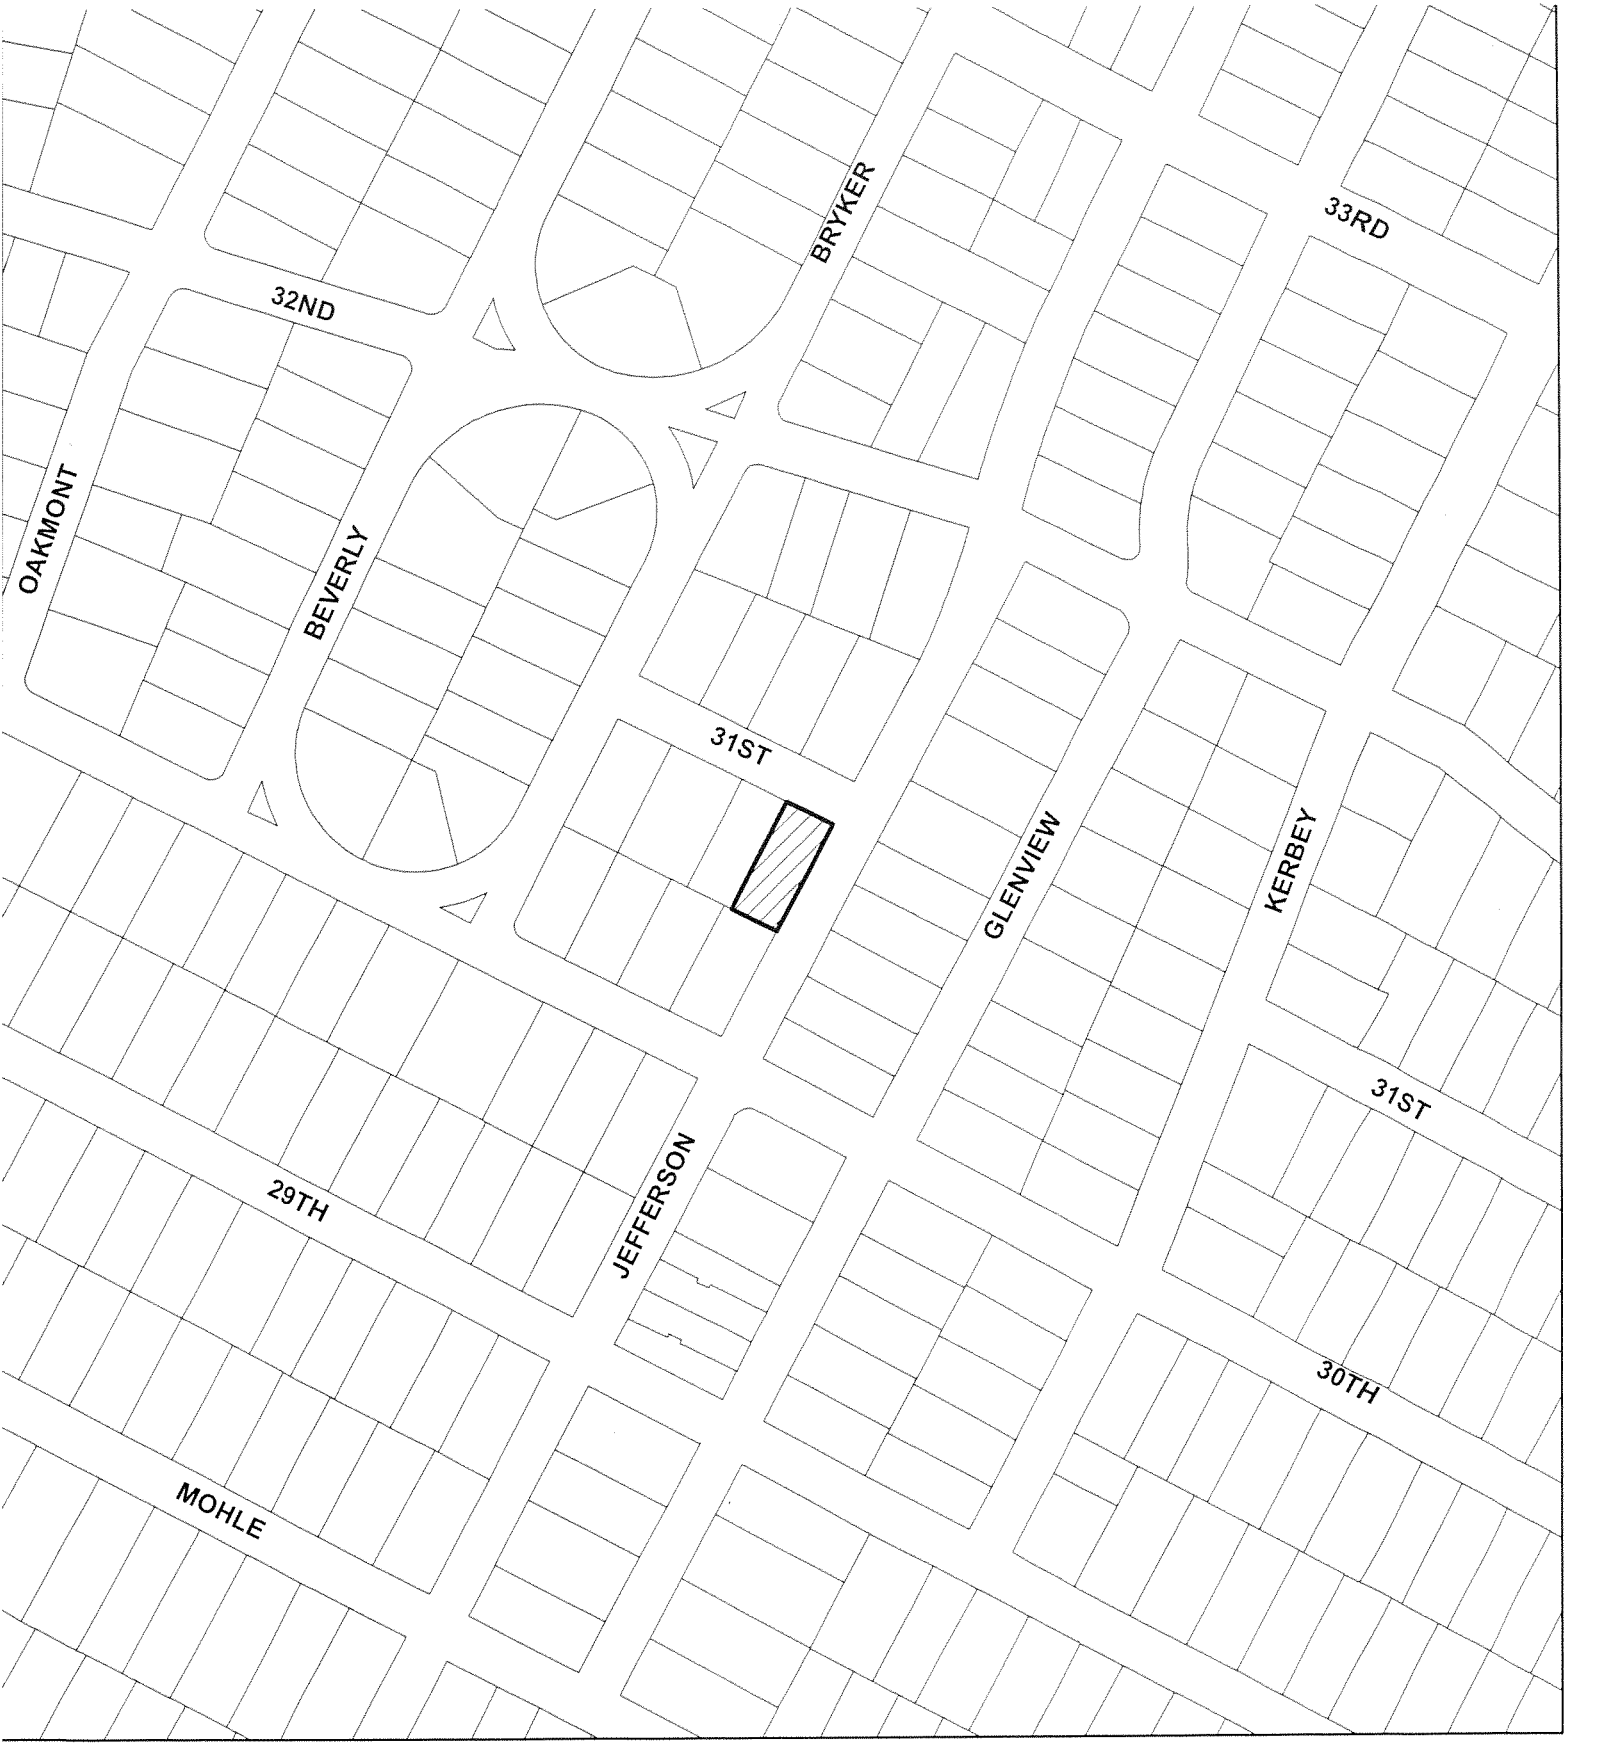 BRYKER
33RD
32ND
OAKMONT
BEVERLY
31ST
GLENVIEW
KERBEY
31ST
JEFFERSON
29TH
30TH
MOHLE